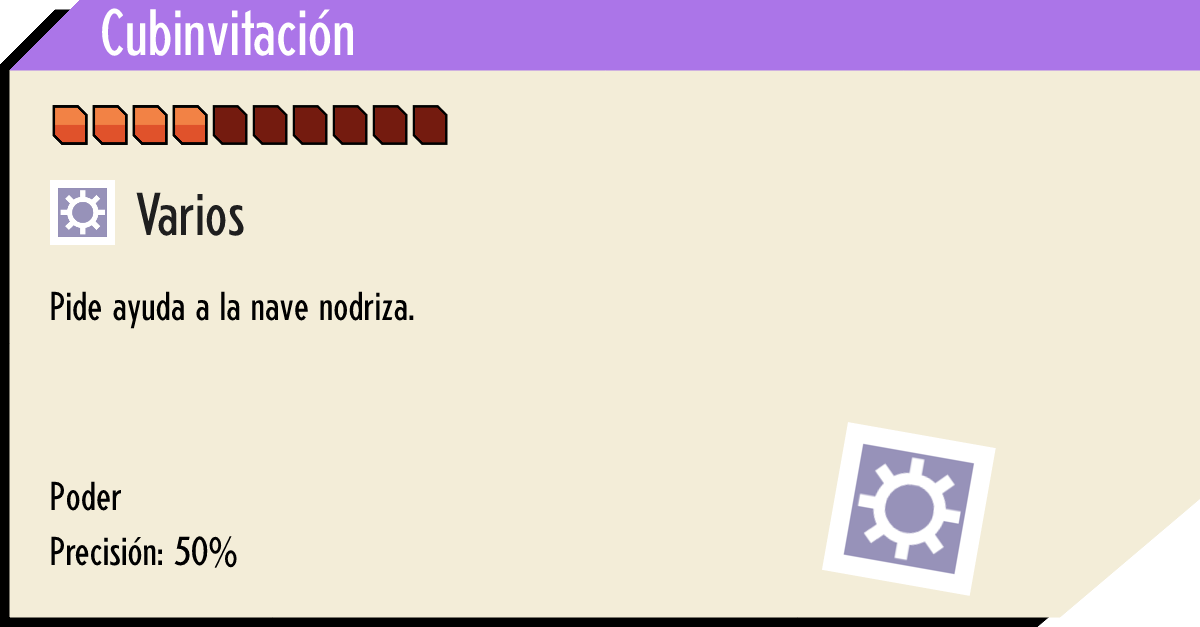 Cubinvitación
Varios
Pide ayuda a la nave nodriza.
Poder
Precisión: 50%